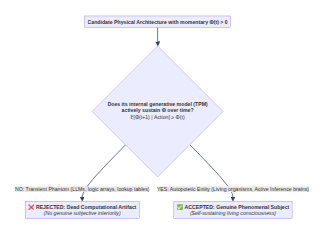 Candidate Physical Architecture with momentary Φ(t) > 0
Does its internal generative model (TPM)
actively sustain Φ over time?
E[Φ(t+1) | Action] ≥ Φ(t)
NO: Transient Phantom (LLMs, logic arrays, lookup tables)
YES: Autopoietic Entity (Living organisms, Active Inference brains)
❌ REJECTED: Dead Computational Artifact
(No genuine subjective interiority)
✅ ACCEPTED: Genuine Phenomenal Subject
(Self-sustaining living consciousness)